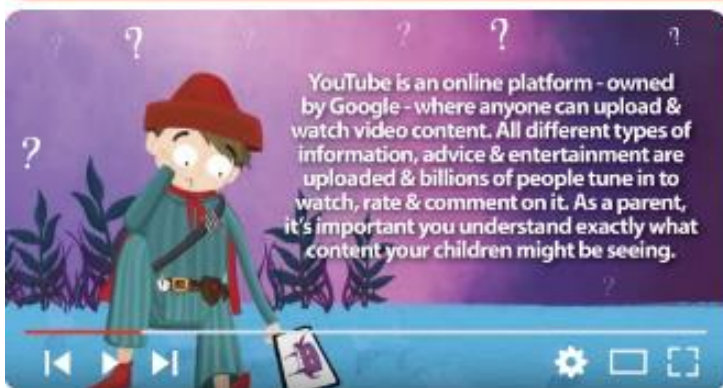 YouTube is an online platform - owned
by Google - where anyone can upload &
watch video content. All different types of
information, advice & entertainment are
uploaded & billions of people tune in to
watch, rate & comment on it. As a parent,
it's important you understand exactly what
content your children might be seeing.